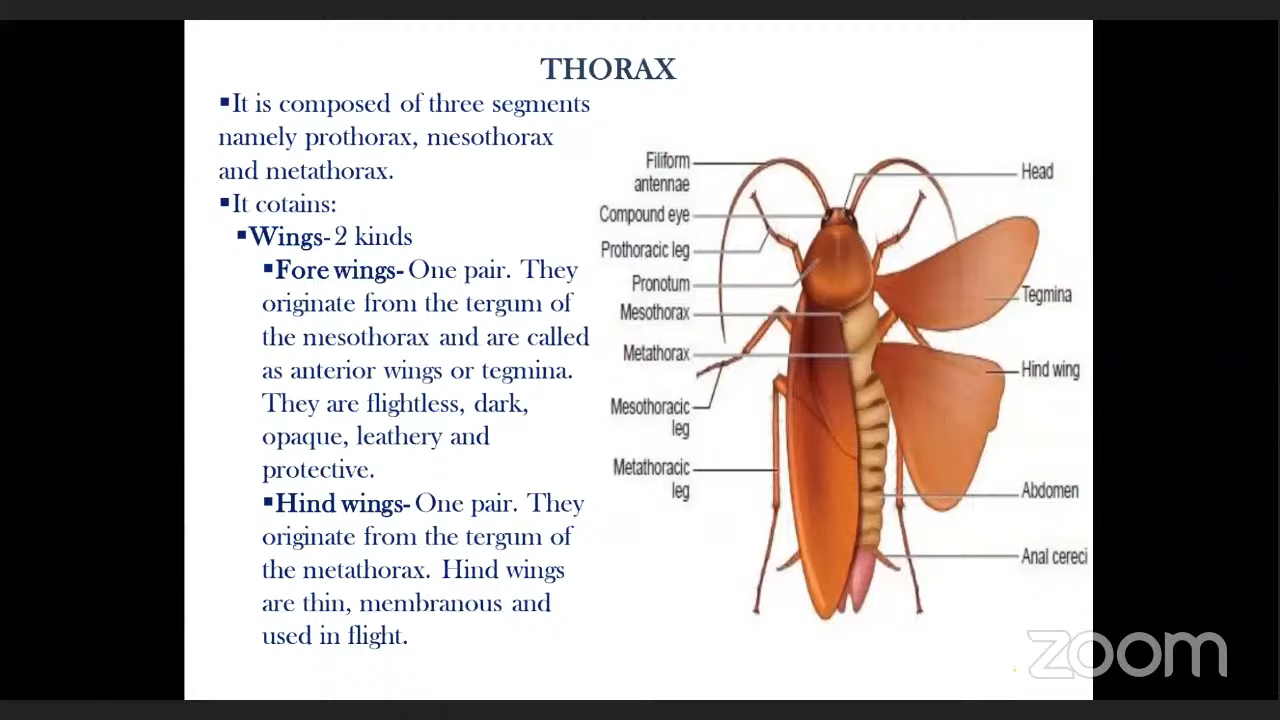 THORAX
▪It is composed of three segments
namely prothorax, mesothorax
and metathorax.
▪It cotains:
▪Wings-2 kinds
▪Fore wings- One pair. They
originate from the tergum of
the mesothorax and are called
as anterior wings or tegmina.
They are flightless, dark,
opaque, leathery and
protective.
▪Hind wings- One pair. They
originate from the tergum of
the metathorax. Hind wings
are thin, membranous and
used in flight.
Filiform
antennae
Compound eye
Prothoracic leg
Pronotum
Mesothorax
Metathorax
Mesothoracic
leg
Metathoracic
leg
Head
Tegmina
Hind wing
Abdomen
Anal cereci
zoom